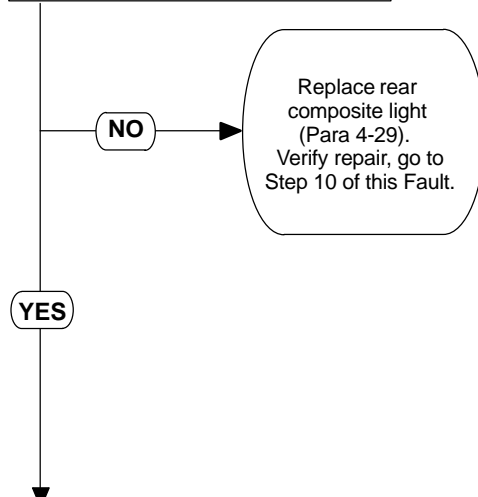 NO
Replace rear
composite light
(Para 4-29).
Verify repair, go to
Step 10 of this Fault.
YES